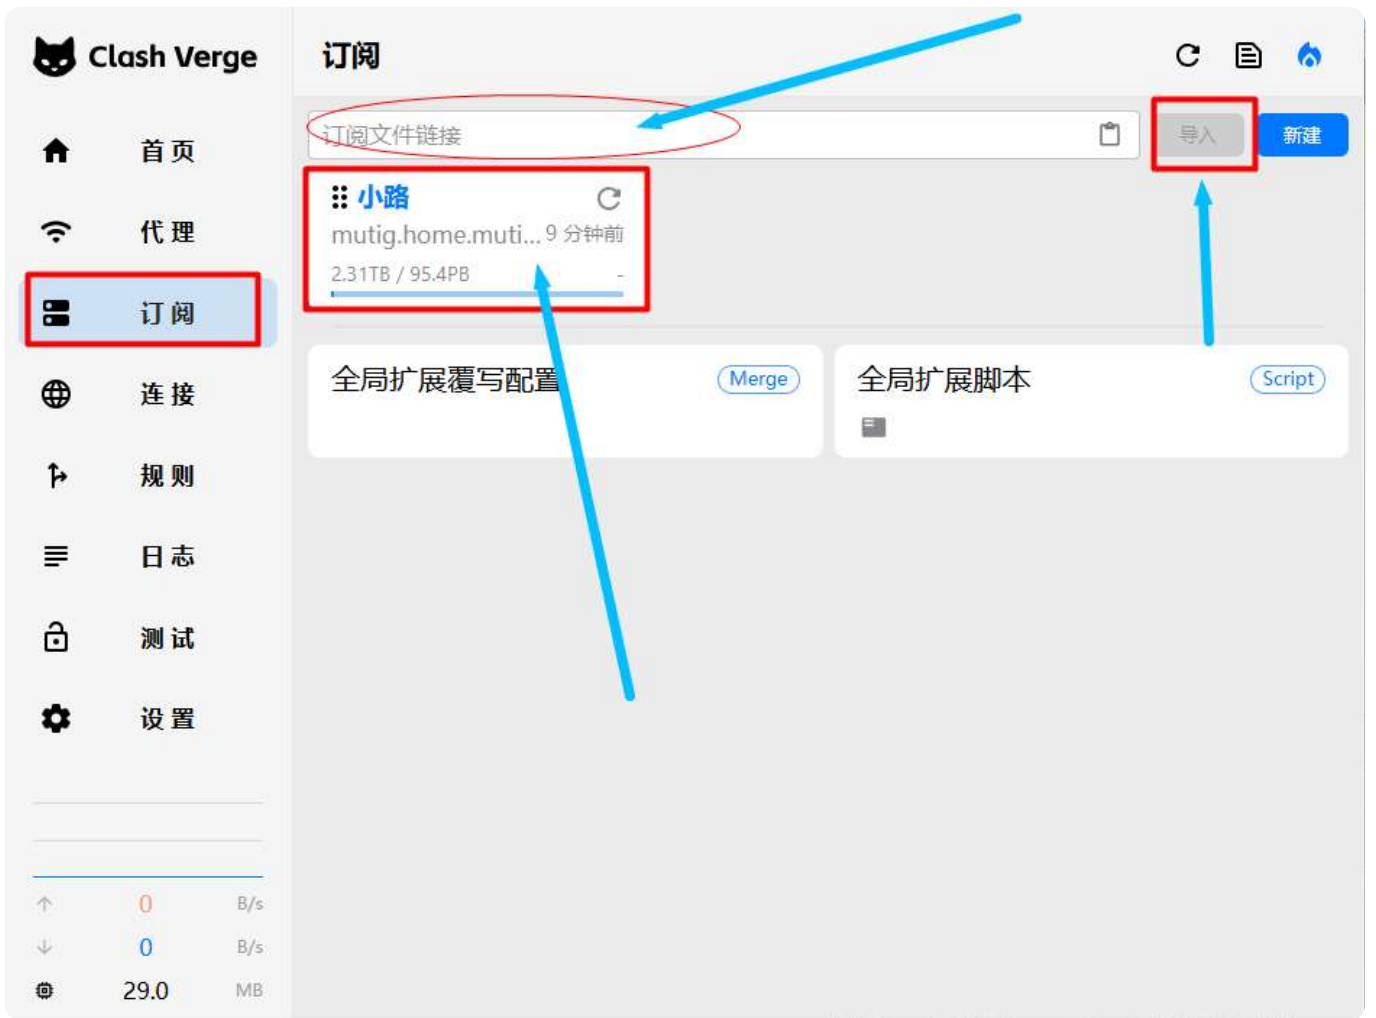 Clash Verge
首页
代理
订阅
连接
规则
日志
测试
设置
0 B/s
0 B/s
29.0 MB
订阅
订阅文件链接
导入
新建
小路
mutig.home.muti... 9 分钟前
2.31TB / 95.4PB -
全局扩展覆写配置 Merge
全局扩展脚本 Script